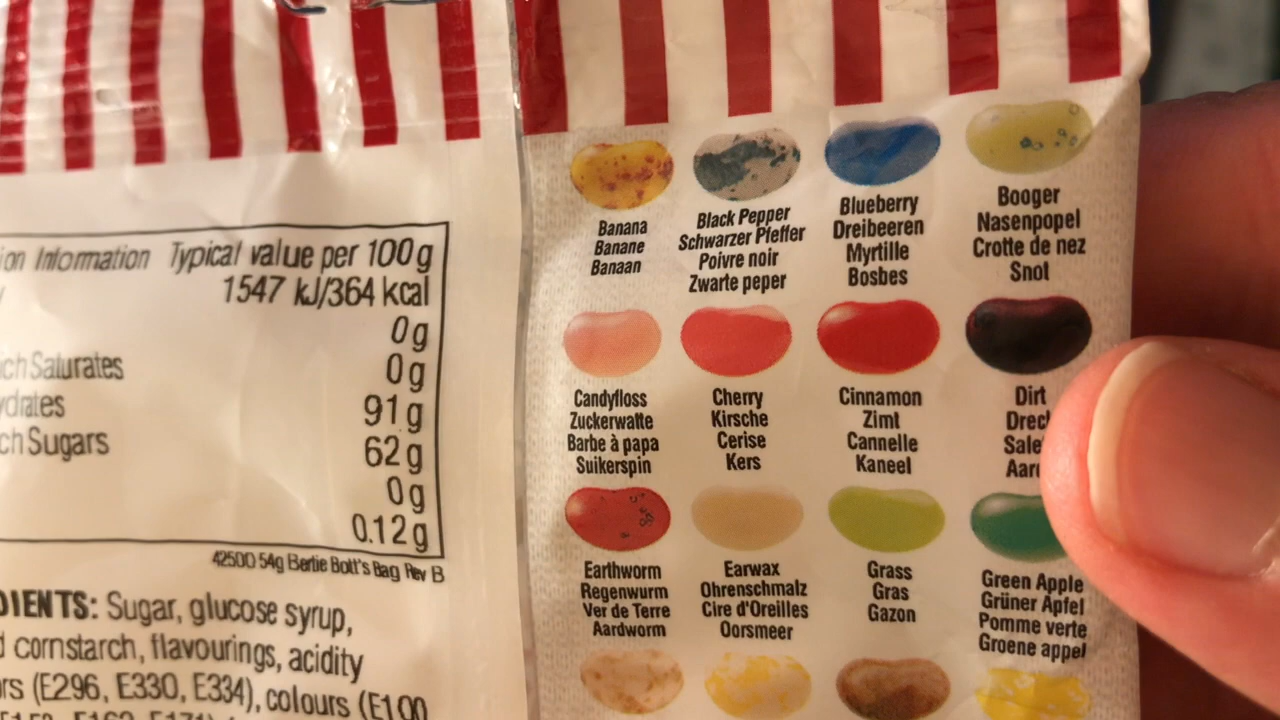 ion Information Typical value per 100g
1547 kJ/364 kcal
0g
ch Saturates 0g
ydrates 91g
ch Sugars 62g
0g
0.12g
42500 54g Bertie Bott's Bag Rev B
DIENTS: Sugar, glucose syrup,
d cornstarch, flavourings, acidity
rs (E296, E330, E334), colours (E100
Banana
Banane
Banaan
Black Pepper
Schwarzer Pfeffer
Poivre noir
Zwarte peper
Blueberry
Dreibeeren
Myrtille
Bosbes
Booger
Nasenpopel
Crotte de nez
Snot
Candyfloss
Zuckerwatte
Barbe à papa
Suikerspin
Cherry
Kirsche
Cerise
Kers
Cinnamon
Zimt
Cannelle
Kaneel
Dirt
Drec
Sale
Aar
Earthworm
Regenwurm
Ver de Terre
Aardworm
Earwax
Ohrenschmalz
Cire d'Oreilles
Oorsmeer
Grass
Gras
Gazon
Green Apple
Grüner Apfel
Pomme verte
Groene appel